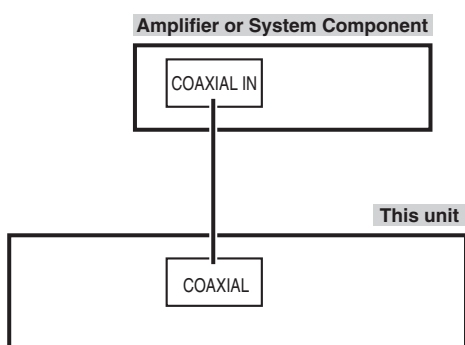 Amplifier or System Component
COAXIAL IN
This unit
COAXIAL